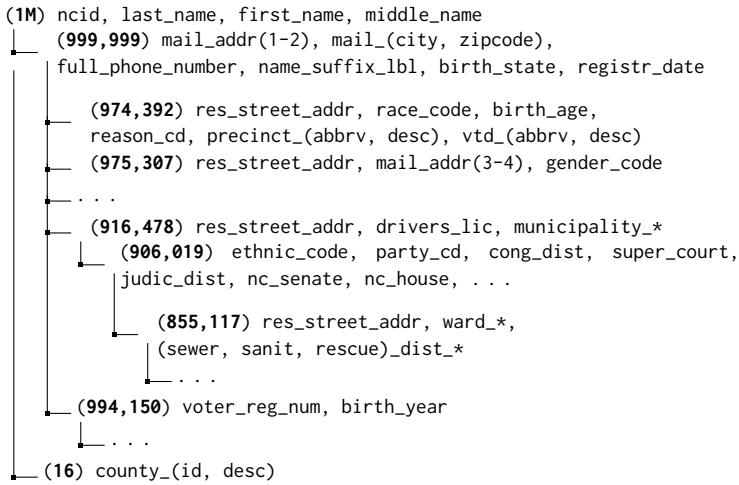 (1M) ncid, last_name, first_name, middle_name
(999,999) mail_addr(1-2), mail_(city, zipcode),
full_phone_number, name_suffix_lbl, birth_state, registr_date
(974,392) res_street_addr, race_code, birth_age,
reason_cd, precinct_(abbrv, desc), vtd_(abbrv, desc)
(975,307) res_street_addr, mail_addr(3-4), gender_code
...
(916,478) res_street_addr, drivers_lic, municipality_*
(906,019) ethnic_code, party_cd, cong_dist, super_court,
judic_dist, nc_senate, nc_house, ...
(855,117) res_street_addr, ward_*,
(sewer, sanit, rescue)_dist_*
...
(994,150) voter_reg_num, birth_year
...
(16) county_(id, desc)